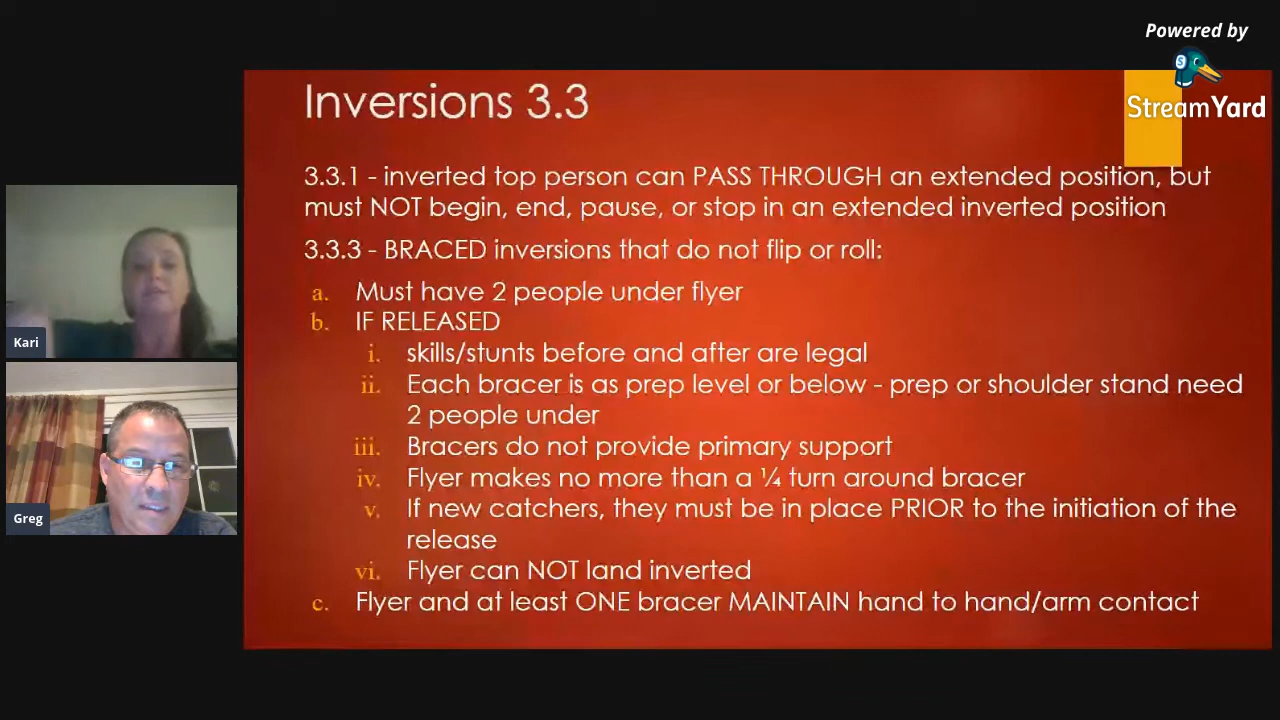 Powered by
StreamYard
Inversions 3.3
3.3.1 - inverted top person can PASS THROUGH an extended position, but
must NOT begin, end, pause, or stop in an extended inverted position
3.3.3 - BRACED inversions that do not flip or roll:
a. Must have 2 people under flyer
b. IF RELEASED
i. skills/stunts before and after are legal
ii. Each bracer is as prep level or below - prep or shoulder stand need
2 people under
iii. Bracers do not provide primary support
iv. Flyer makes no more than a ¼ turn around bracer
v. If new catchers, they must be in place PRIOR to the initiation of the
release
vi. Flyer can NOT land inverted
c. Flyer and at least ONE bracer MAINTAIN hand to hand/arm contact
Kari
Greg